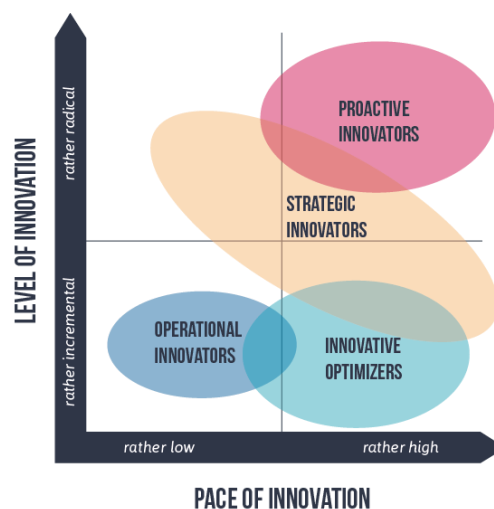 LEVEL OF INNOVATION
rather radical
rather incremental
PROACTIVE
INNOVATORS
STRATEGIC
INNOVATORS
OPERATIONAL
INNOVATORS
INNOVATIVE
OPTIMIZERS
rather low
rather high
PACE OF INNOVATION